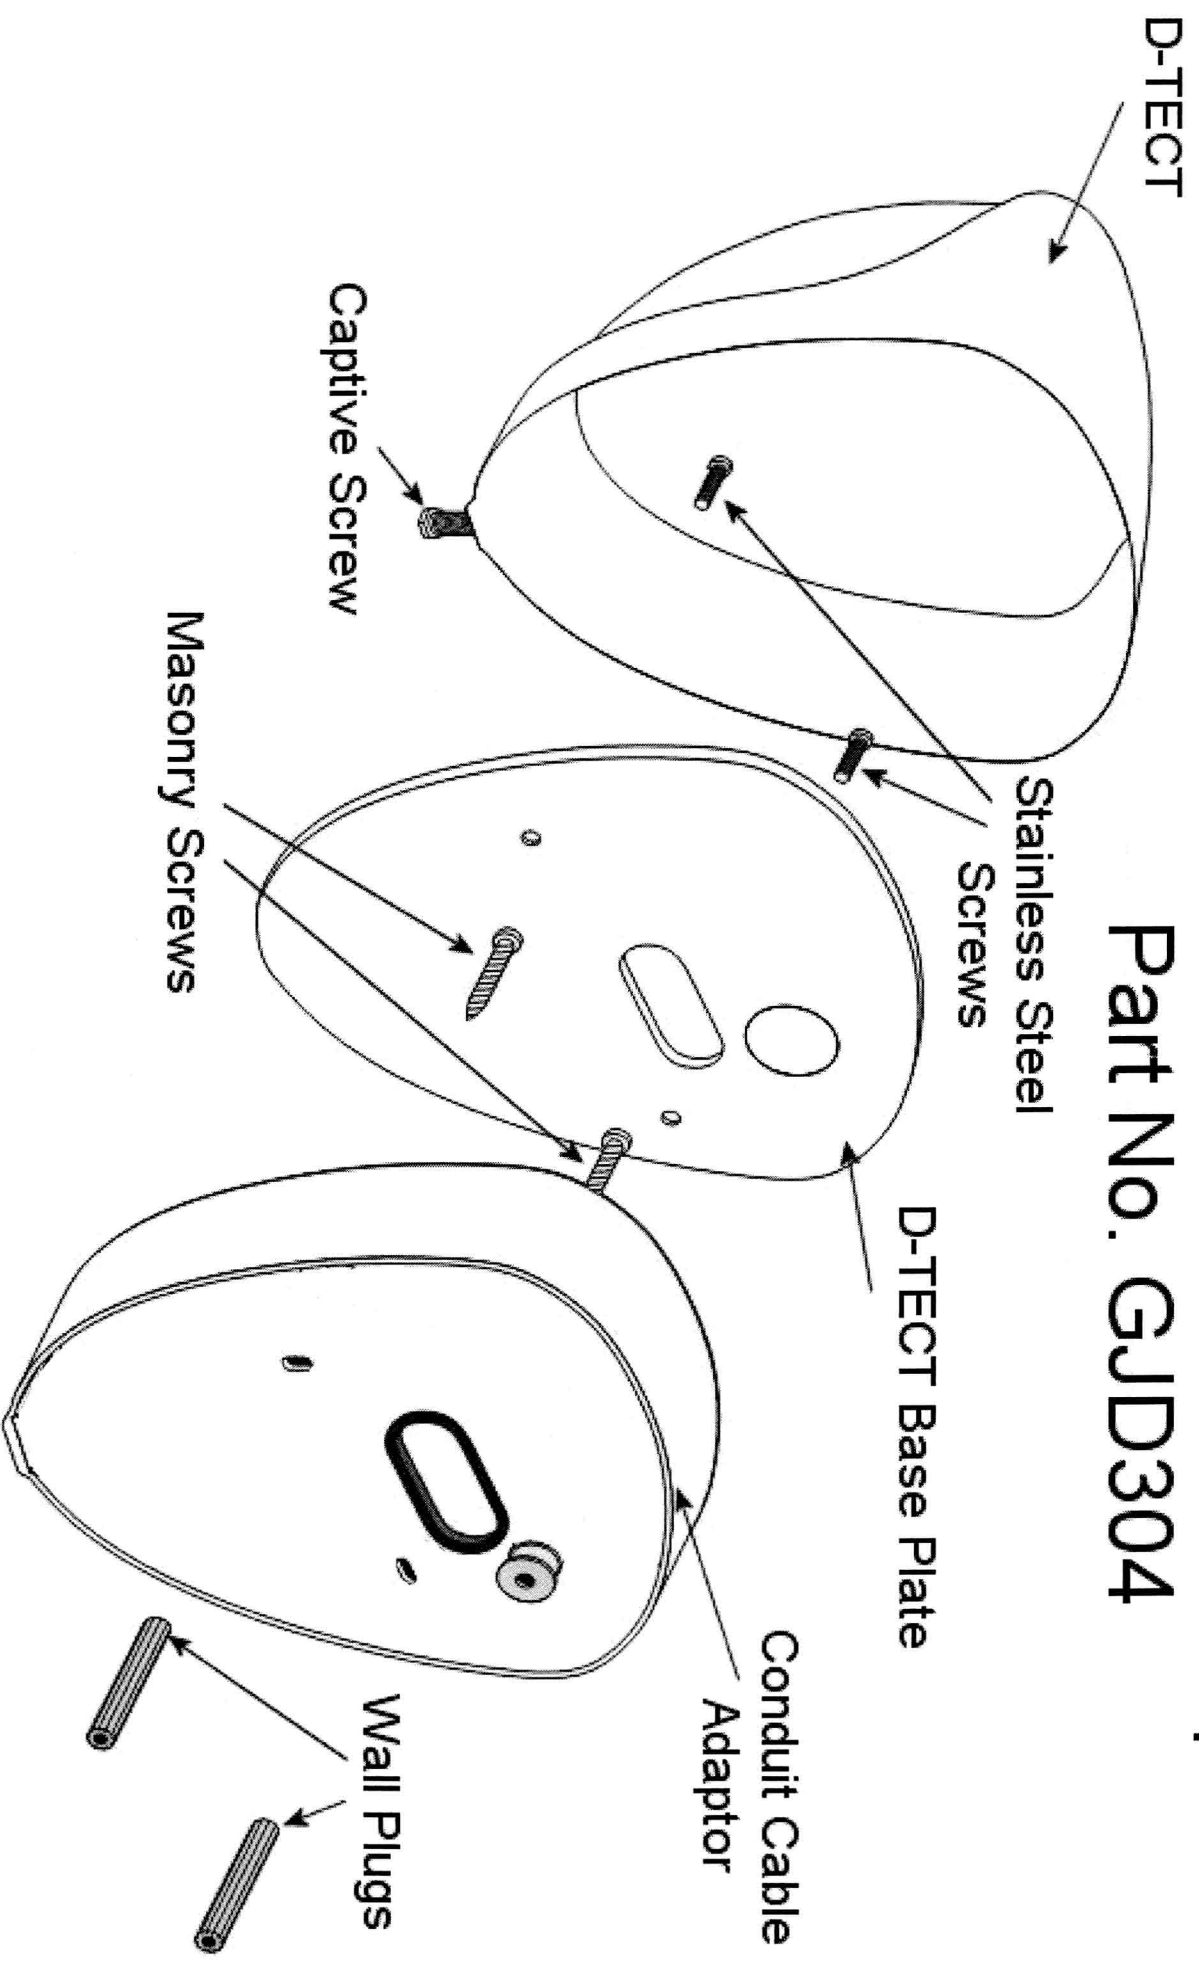 Part No. GJD304
D-TECT
Stainless Steel
Screws
D-TECT Base Plate
Conduit Cable
Adaptor
Captive Screw
Masonry Screws
Wall Plugs